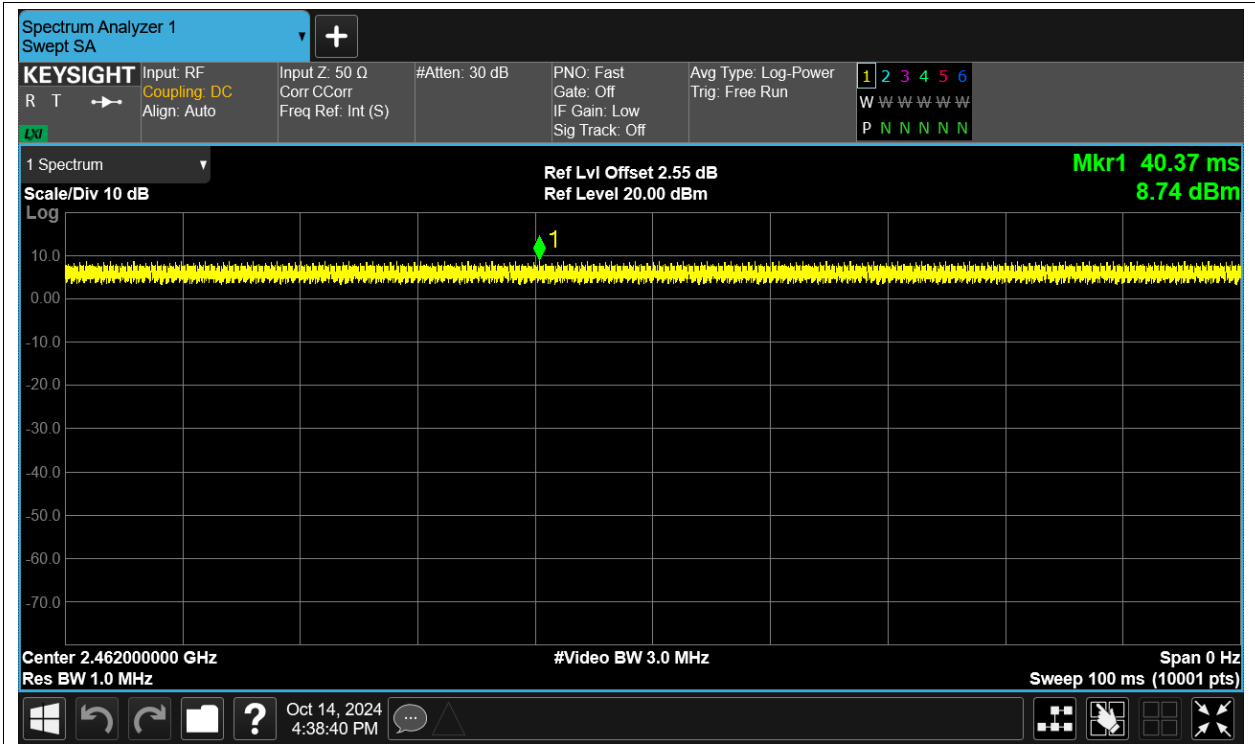 Spectrum Analyzer 1
Swept SA
+
KEYSIGHT
R T
LXI
Input: RF
Coupling: DC
Align: Auto
Input Z: 50 Ω
Corr CCorr
Freq Ref: Int (S)
#Atten: 30 dB
PNO: Fast
Gate: Off
IF Gain: Low
Sig Track: Off
Avg Type: Log-Power
Trig: Free Run
1 2 3 4 5 6
W W W W W W
P N N N N N
1 Spectrum
Scale/Div 10 dB
Log
Ref Lvl Offset 2.55 dB
Ref Level 20.00 dBm
Mkr1 40.37 ms
8.74 dBm
1
10.0
0.00
-10.0
-20.0
-30.0
-40.0
-50.0
-60.0
-70.0
Center 2.462000000 GHz
#Video BW 3.0 MHz
Span 0 Hz
Res BW 1.0 MHz
Sweep 100 ms (10001 pts)
?
Oct 14, 2024
4:38:40 PM